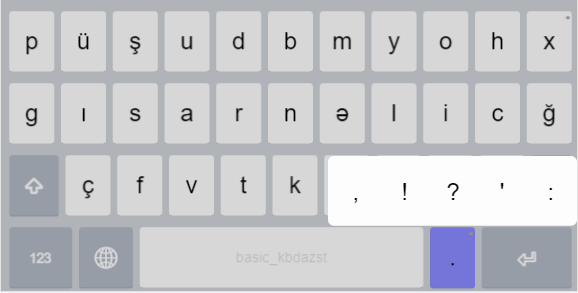 p ü ş u d b m y o h x
g ı s a r n ə l i c ğ
ç f v t k , ! ? ' :
123 basic_kbdazst .